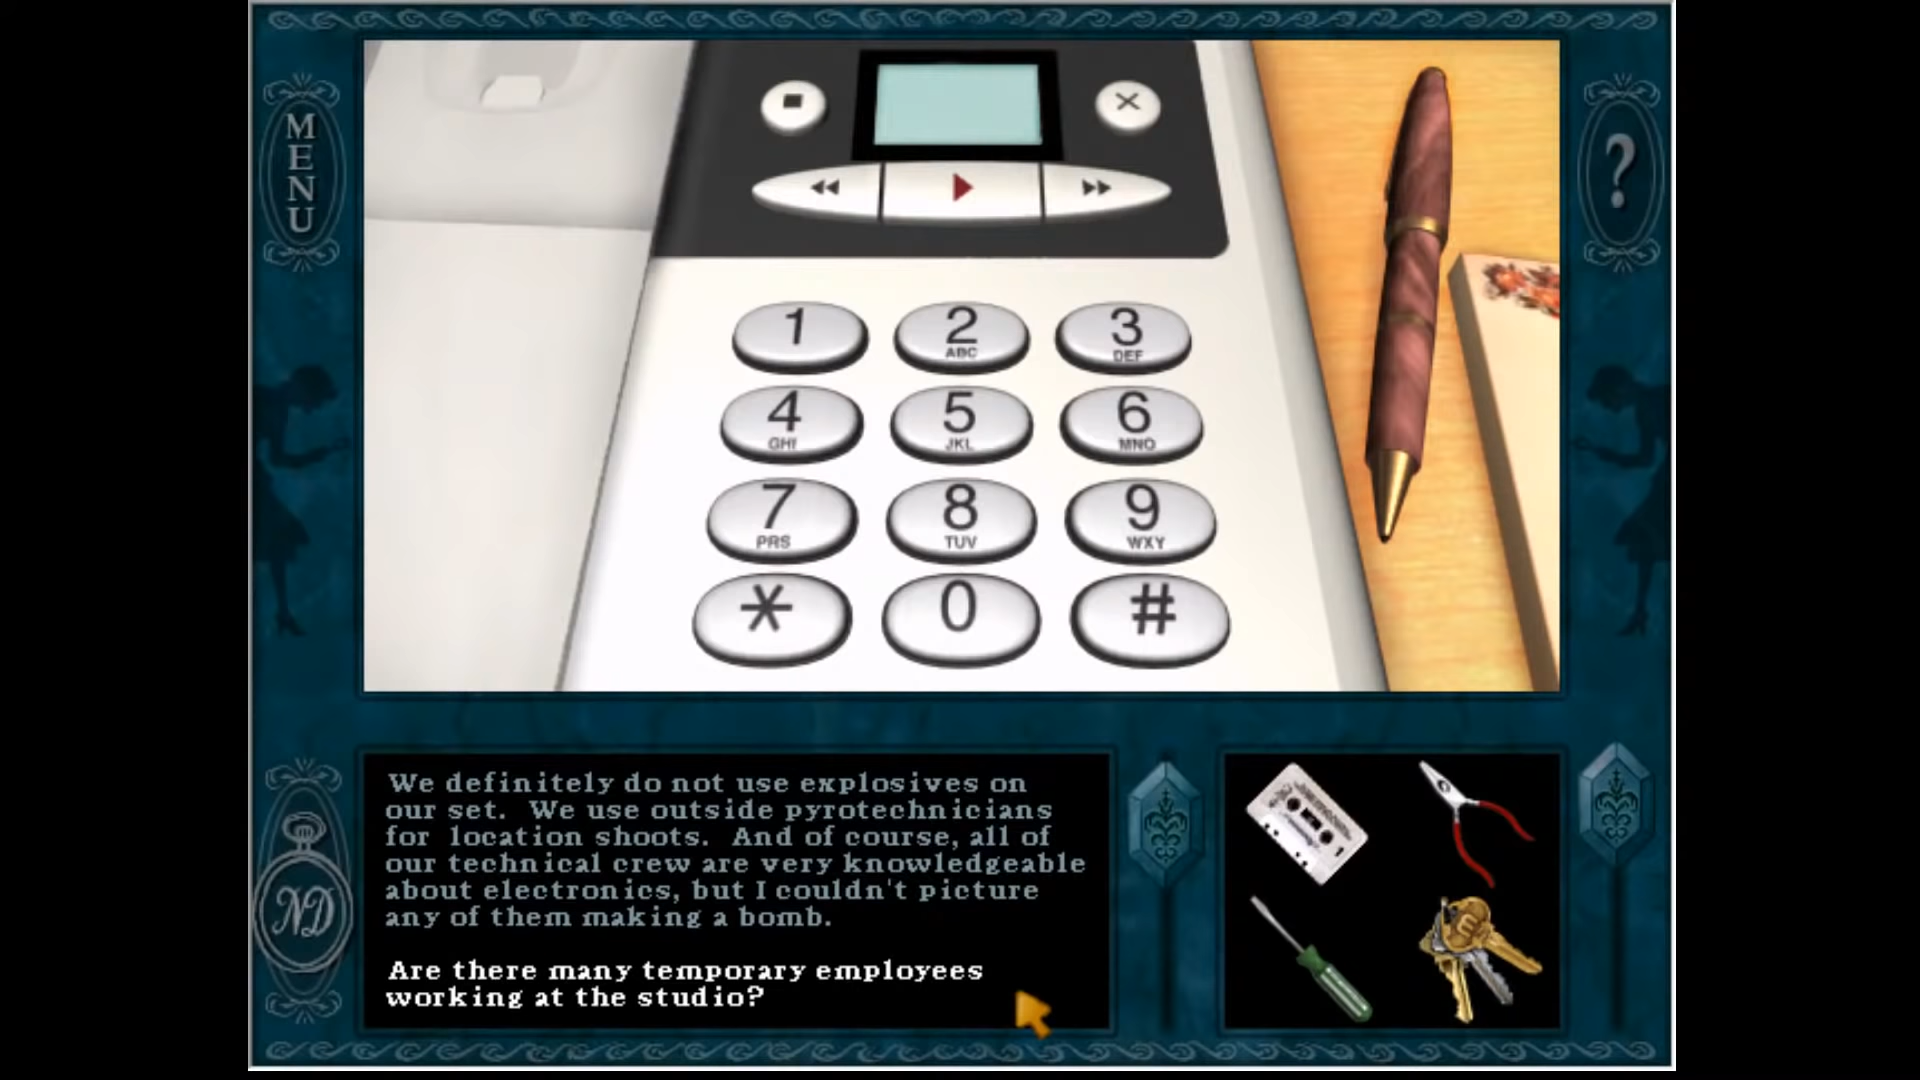 MENU
?
1
2
ABC
3
DEF
4
GHI
5
JKL
6
MNO
7
PRS
8
TUV
9
WXY
*
0
#
We definitely do not use explosives on
our set. We use outside pyrotechnicians
for location shoots. And of course, all of
our technical crew are very knowledgeable
about electronics, but I couldn't picture
any of them making a bomb.
Are there many temporary employees
working at the studio?
ND
E
1